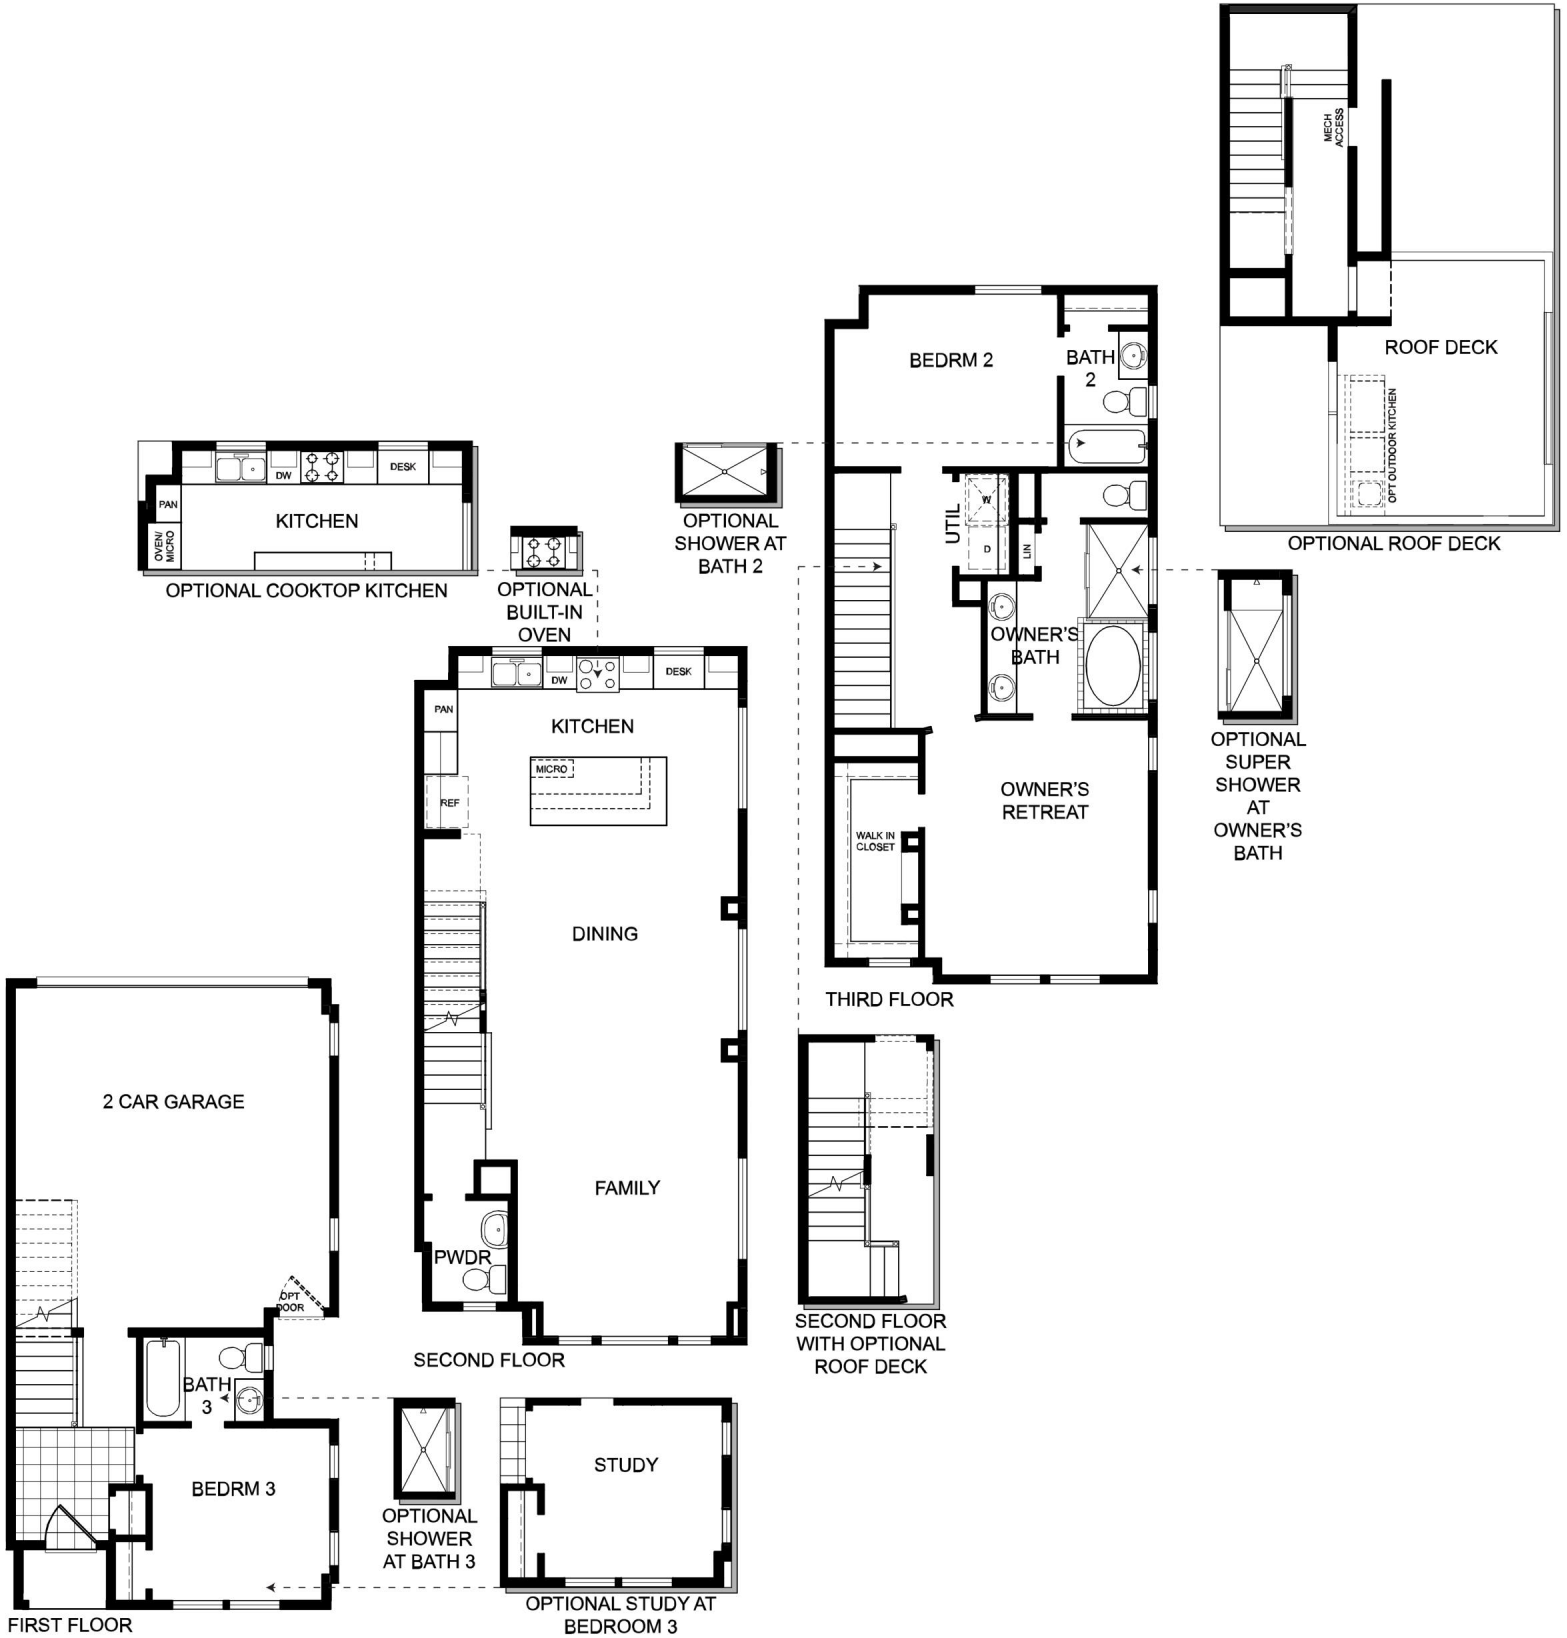 MECH
ACCESS
ROOF DECK
OPT OUTDOOR KITCHEN
OPTIONAL ROOF DECK
BEDRM 2
BATH
2
UTIL
W
D
LIN
OWNER'S
BATH
OWNER'S
RETREAT
WALK IN
CLOSET
THIRD FLOOR
OPTIONAL
SHOWER AT
BATH 2
OPTIONAL
SUPER
SHOWER
AT
OWNER'S
BATH
DW
DESK
PAN
OVEN/
MICRO
KITCHEN
OPTIONAL COOKTOP KITCHEN
OPTIONAL
BUILT-IN
OVEN
DW
DESK
PAN
KITCHEN
MICRO
REF
DINING
FAMILY
PWDR
SECOND FLOOR
SECOND FLOOR
WITH OPTIONAL
ROOF DECK
2 CAR GARAGE
OPT
DOOR
BATH
3
BEDRM 3
FIRST FLOOR
OPTIONAL
SHOWER
AT BATH 3
STUDY
OPTIONAL STUDY AT
BEDROOM 3